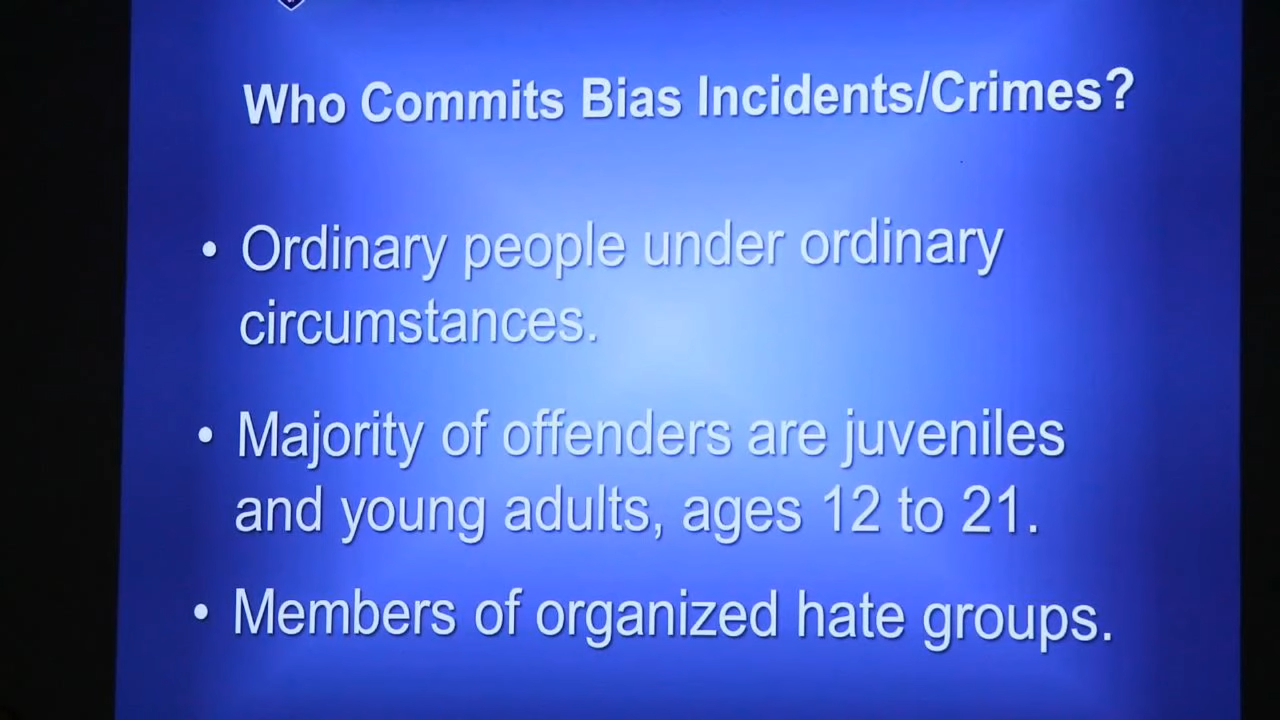 Who Commits Bias Incidents/Crimes?
• Ordinary people under ordinary
circumstances.
• Majority of offenders are juveniles
and young adults, ages 12 to 21.
• Members of organized hate groups.